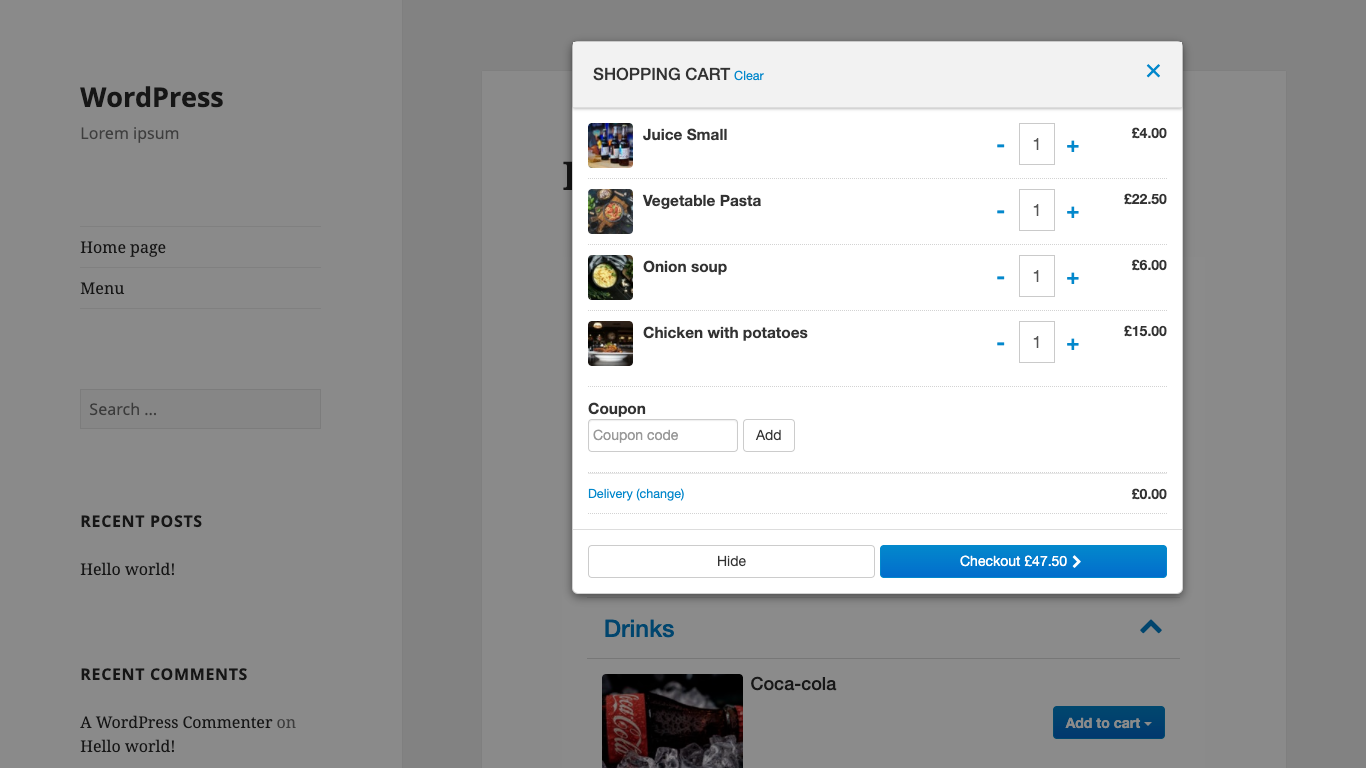 WordPress
Lorem ipsum
Home page
Menu
Search ...
RECENT POSTS
Hello world!
RECENT COMMENTS
A WordPress Commenter on
Hello world!
SHOPPING CART Clear
Juice Small - 1 + £4.00
Vegetable Pasta - 1 + £22.50
Onion soup - 1 + £6.00
Chicken with potatoes - 1 + £15.00
Coupon
Coupon code Add
Delivery (change) £0.00
Hide Checkout £47.50
Drinks
Coca-cola
Add to cart
Coca-Cola